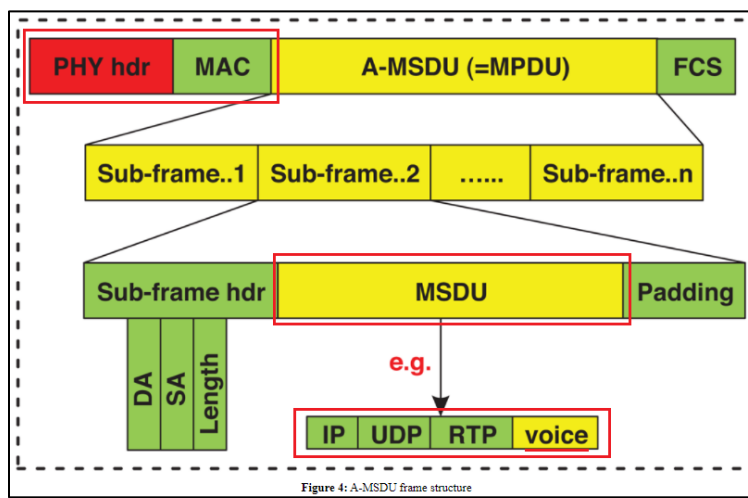 PHY hdr MAC A-MSDU (=MPDU) FCS
Sub-frame..1 Sub-frame..2 ...... Sub-frame..n
Sub-frame hdr MSDU Padding
DA SA Length
e.g.
IP UDP RTP voice
Figure 4: A-MSDU frame structure